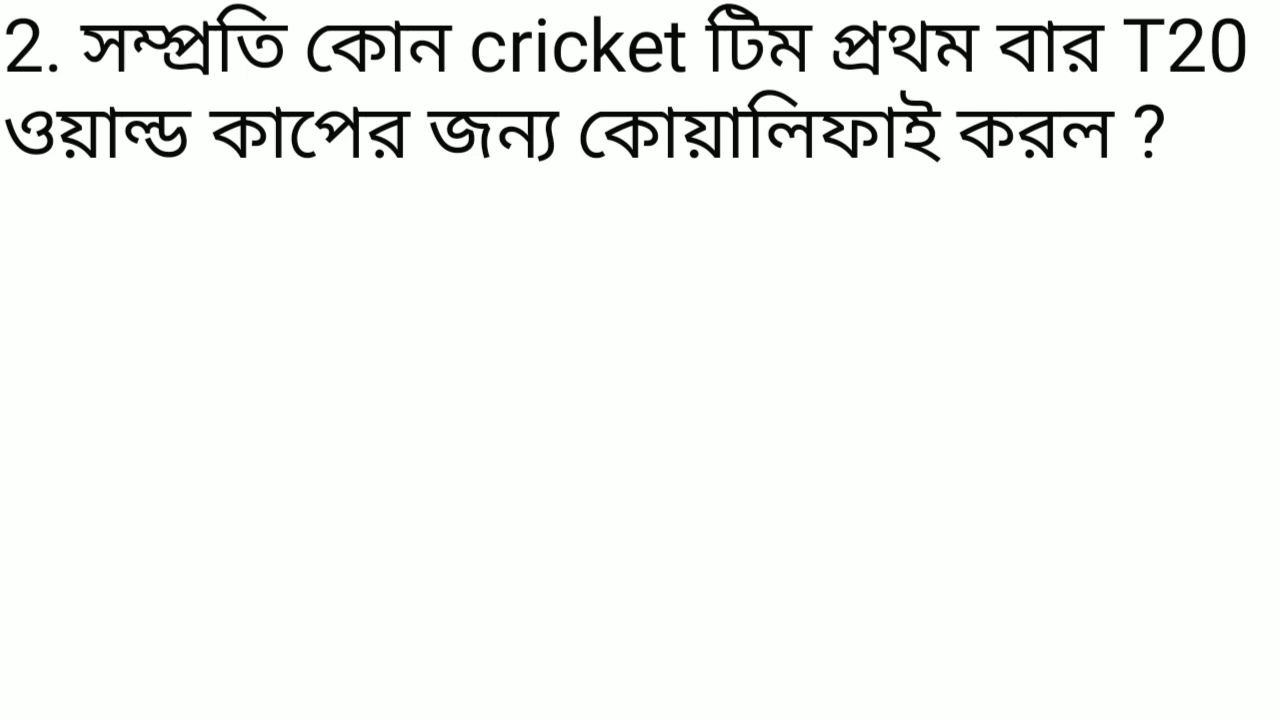 2. সম্প্রতি কোন cricket টিম প্রথম বার T20
ওয়াল্ড কাপের জন্য কোয়ালিফাই করল ?